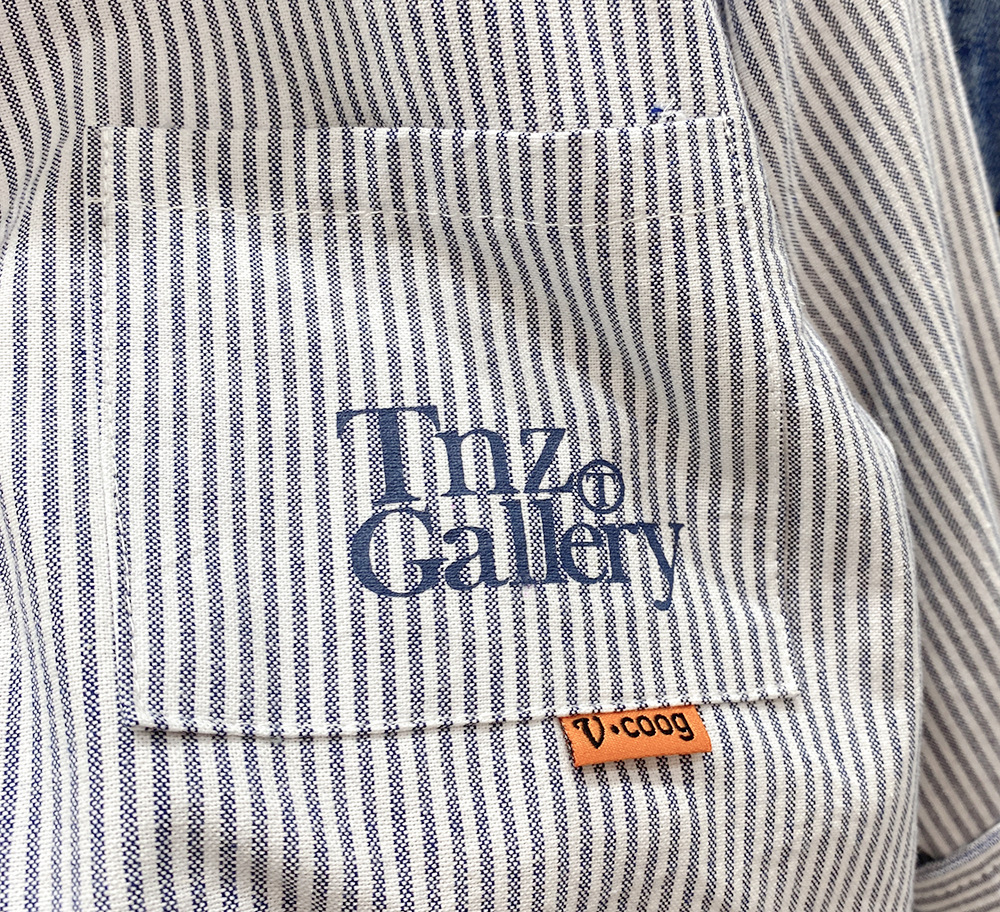 Tnz Ⓣ
Gallery
V·coog